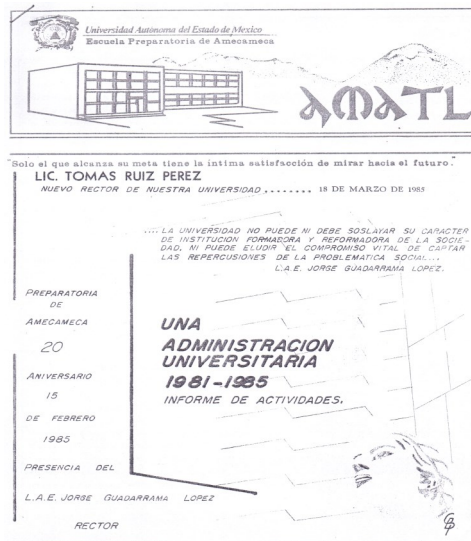 Universidad Autónoma del Estado de México
Escuela Preparatoria de Amecameca
AMATL
"Solo el que alcanza su meta tiene la íntima satisfacción de mirar hacia el futuro."
LIC. TOMAS RUIZ PEREZ
NUEVO RECTOR DE NUESTRA UNIVERSIDAD ........ 18 DE MARZO DE 1985
.... LA UNIVERSIDAD NO PUEDE NI DEBE SOSLAYAR SU CARACTER
DE INSTITUCION FORMADORA Y REFORMADORA DE LA SOCIE-
DAD. NI PUEDE ELUDIR EL COMPROMISO VITAL DE CAPTAR
LAS REPERCUSIONES DE LA PROBLEMATICA SOCIAL....
L.A.E. JORGE GUADARRAMA LOPEZ.
PREPARATORIA
DE
AMECAMECA
20
ANIVERSARIO
15
DE FEBRERO
1985
PRESENCIA DEL
L.A.E. JORGE GUADARRAMA LOPEZ
RECTOR
UNA
ADMINISTRACION
UNIVERSITARIA
1981-1985
INFORME DE ACTIVIDADES.